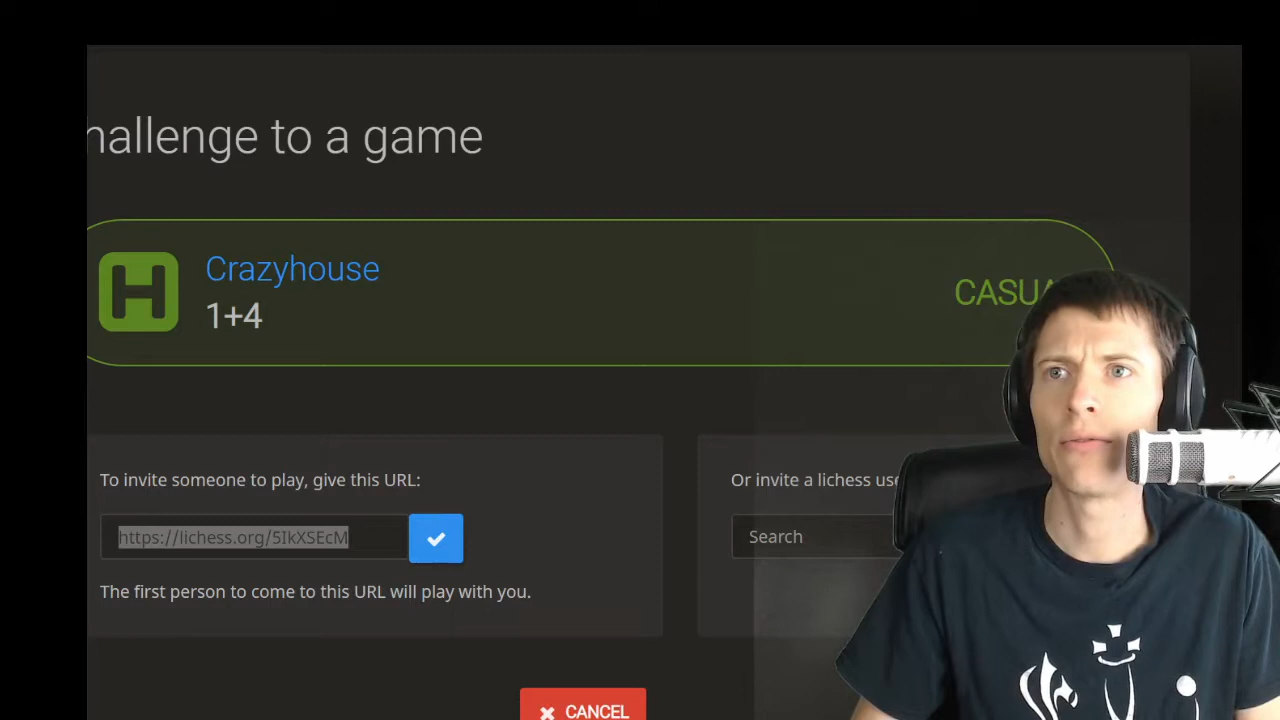 hallenge to a game
H
Crazyhouse
1+4
CASUA
To invite someone to play, give this URL:
https://lichess.org/5IkXSEcM
The first person to come to this URL will play with you.
Or invite a lichess use
Search
CANCEL